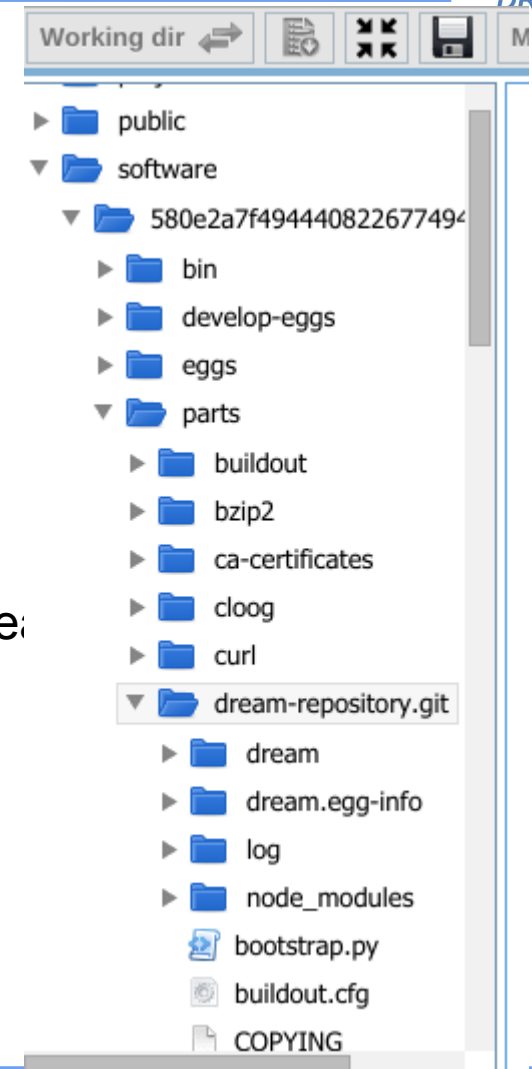 Working dir
public
software
580e2a7f49444082267749
bin
develop-eggs
eggs
parts
buildout
bzip2
ca-certificates
cloog
curl
dream-repository.git
dream
dream.egg-info
log
node_modules
bootstrap.py
buildout.cfg
COPYING